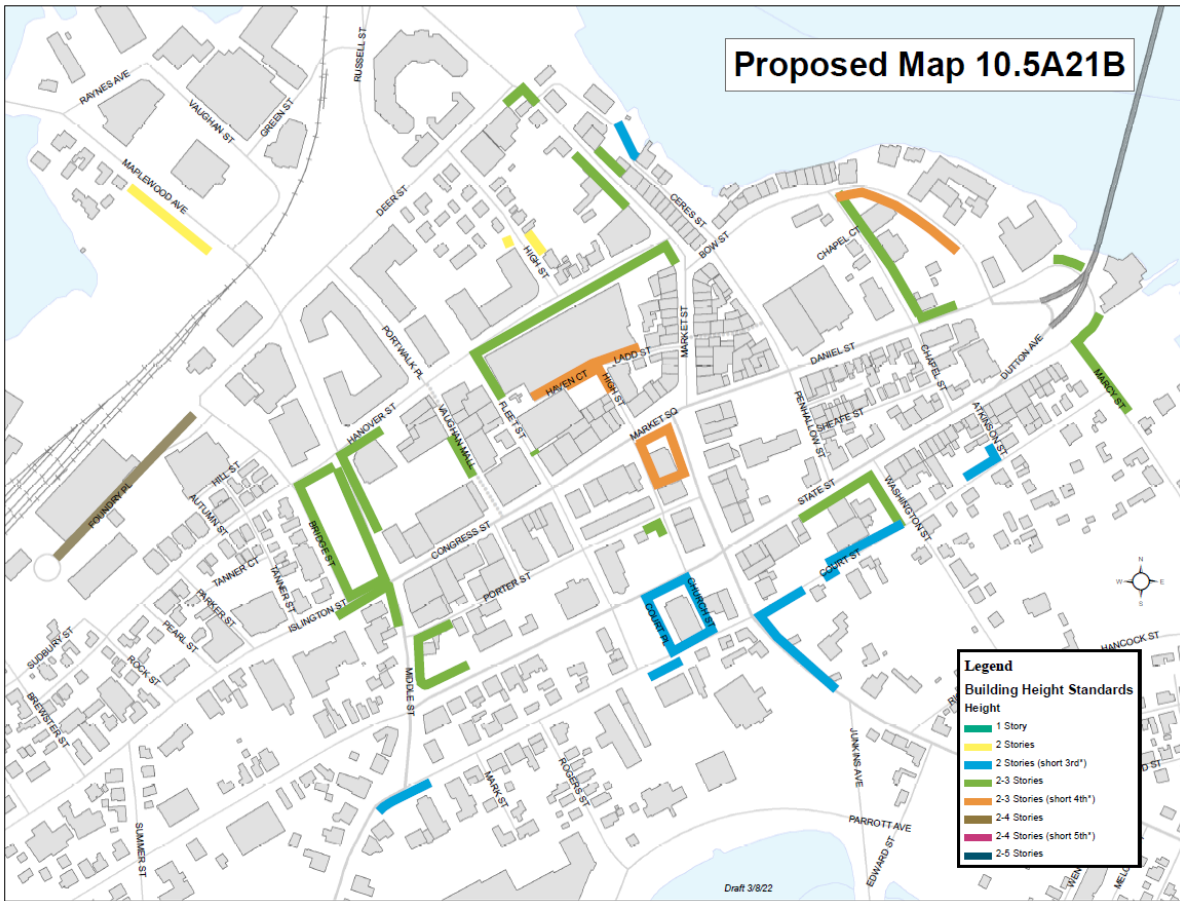 Proposed Map 10.5A21B
RUSSELL ST
RAYNES AVE
VAUGHAN ST
GREEN ST
MAPLEWOOD AVE
DEER ST
CERES ST
BOW ST
CHAPEL CT
HIGH ST
PORTWALK PL
MARKET ST
LADD ST
HAVEN CT
HIGH ST
DANIEL ST
CHAPEL ST
DUTTON AVE
MARCY ST
FLEET ST
HANOVER ST
VAUGHAN MALL
MARKET SQ
PENHALLOW ST
SHEAFE ST
ATKINSON ST
HILL ST
FOUNDRY PL
AUTUMN ST
BRIDGE ST
CONGRESS ST
STATE ST
WASHINGTON ST
TANNER CT
TANNER ST
PORTER ST
COURT ST
ISLINGTON ST
PARKER ST
PEARL ST
CHURCH ST
COURT PL
SUDBURY ST
ROCK ST
BREWSTER ST
MIDDLE ST
N
W
E
S
HANCOCK ST
JUNKINS AVE
MARK ST
ROGERS ST
SUMMER ST
PARROTT AVE
EDWARD ST
Legend
Building Height Standards
Height
1 Story
2 Stories
2 Stories (short 3rd*)
2-3 Stories
2-3 Stories (short 4th*)
2-4 Stories
2-4 Stories (short 5th*)
2-5 Stories
Draft 3/8/22